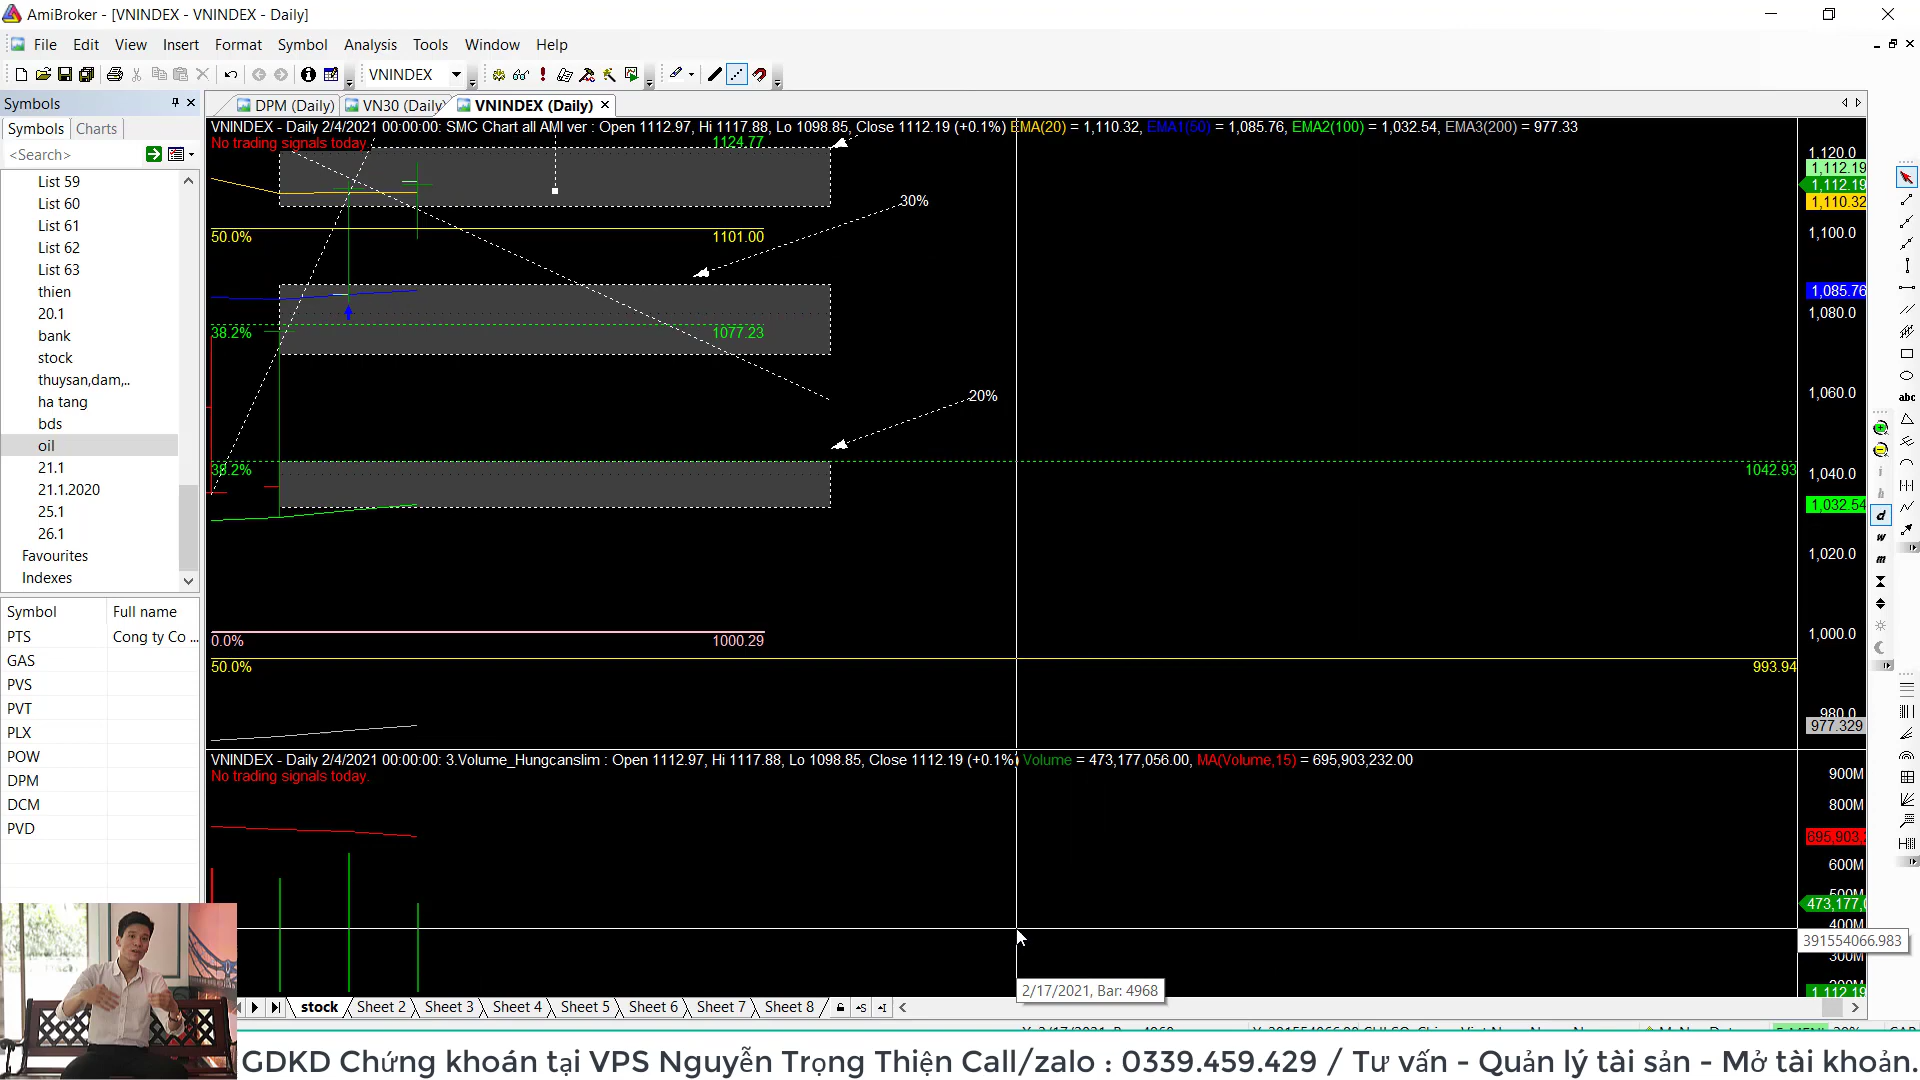 AmiBroker - [VNINDEX - VNINDEX - Daily]
File Edit View Insert Format Symbol Analysis Tools Window Help
VNINDEX
Symbols
DPM (Daily) VN30 (Daily) VNINDEX (Daily)
Symbols Charts
<Search>
List 59
List 60
List 61
List 62
List 63
thien
20.1
bank
stock
thuysan,dam,..
ha tang
bds
oil
21.1
21.1.2020
25.1
26.1
Favourites
Indexes
Symbol Full name
PTS Cong ty Co ...
GAS
PVS
PVT
PLX
POW
DPM
DCM
PVD
VNINDEX - Daily 2/4/2021 00:00:00: SMC Chart all AMI ver : Open 1112.97, Hi 1117.88, Lo 1098.85, Close 1112.19 (+0.1%) EMA(20) = 1,110.32, EMA1(50) = 1,085.76, EMA2(100) = 1,032.54, EMA3(200) = 977.33
No trading signals today
1124.77
30%
50.0% 1101.00
38.2% 1077.23
20%
38.2% 1042.93
0.0% 1000.29
50.0% 993.94
1,120.0
1,112.19
1,112.19
1,110.32
1,100.0
1,085.76
1,080.0
1,060.0
1,040.0
1,032.54
1,020.0
1,000.0
980.0
977.329
abc
i
h
d
w
m
VNINDEX - Daily 2/4/2021 00:00:00: 3.Volume_Hungcanslim : Open 1112.97, Hi 1117.88, Lo 1098.85, Close 1112.19 (+0.1%) Volume = 473,177,056.00, MA(Volume,15) = 695,903,232.00
No trading signals today.
900M
800M
695,903,
600M
500M
473,177,
400M
391554066.983
300M
1,112.19
2/17/2021, Bar: 4968
stock Sheet 2 Sheet 3 Sheet 4 Sheet 5 Sheet 6 Sheet 7 Sheet 8
GDKD Chứng khoán tại VPS Nguyễn Trọng Thiện Call/zalo : 0339.459.429 / Tư vấn - Quản lý tài sản - Mở tài khoản.